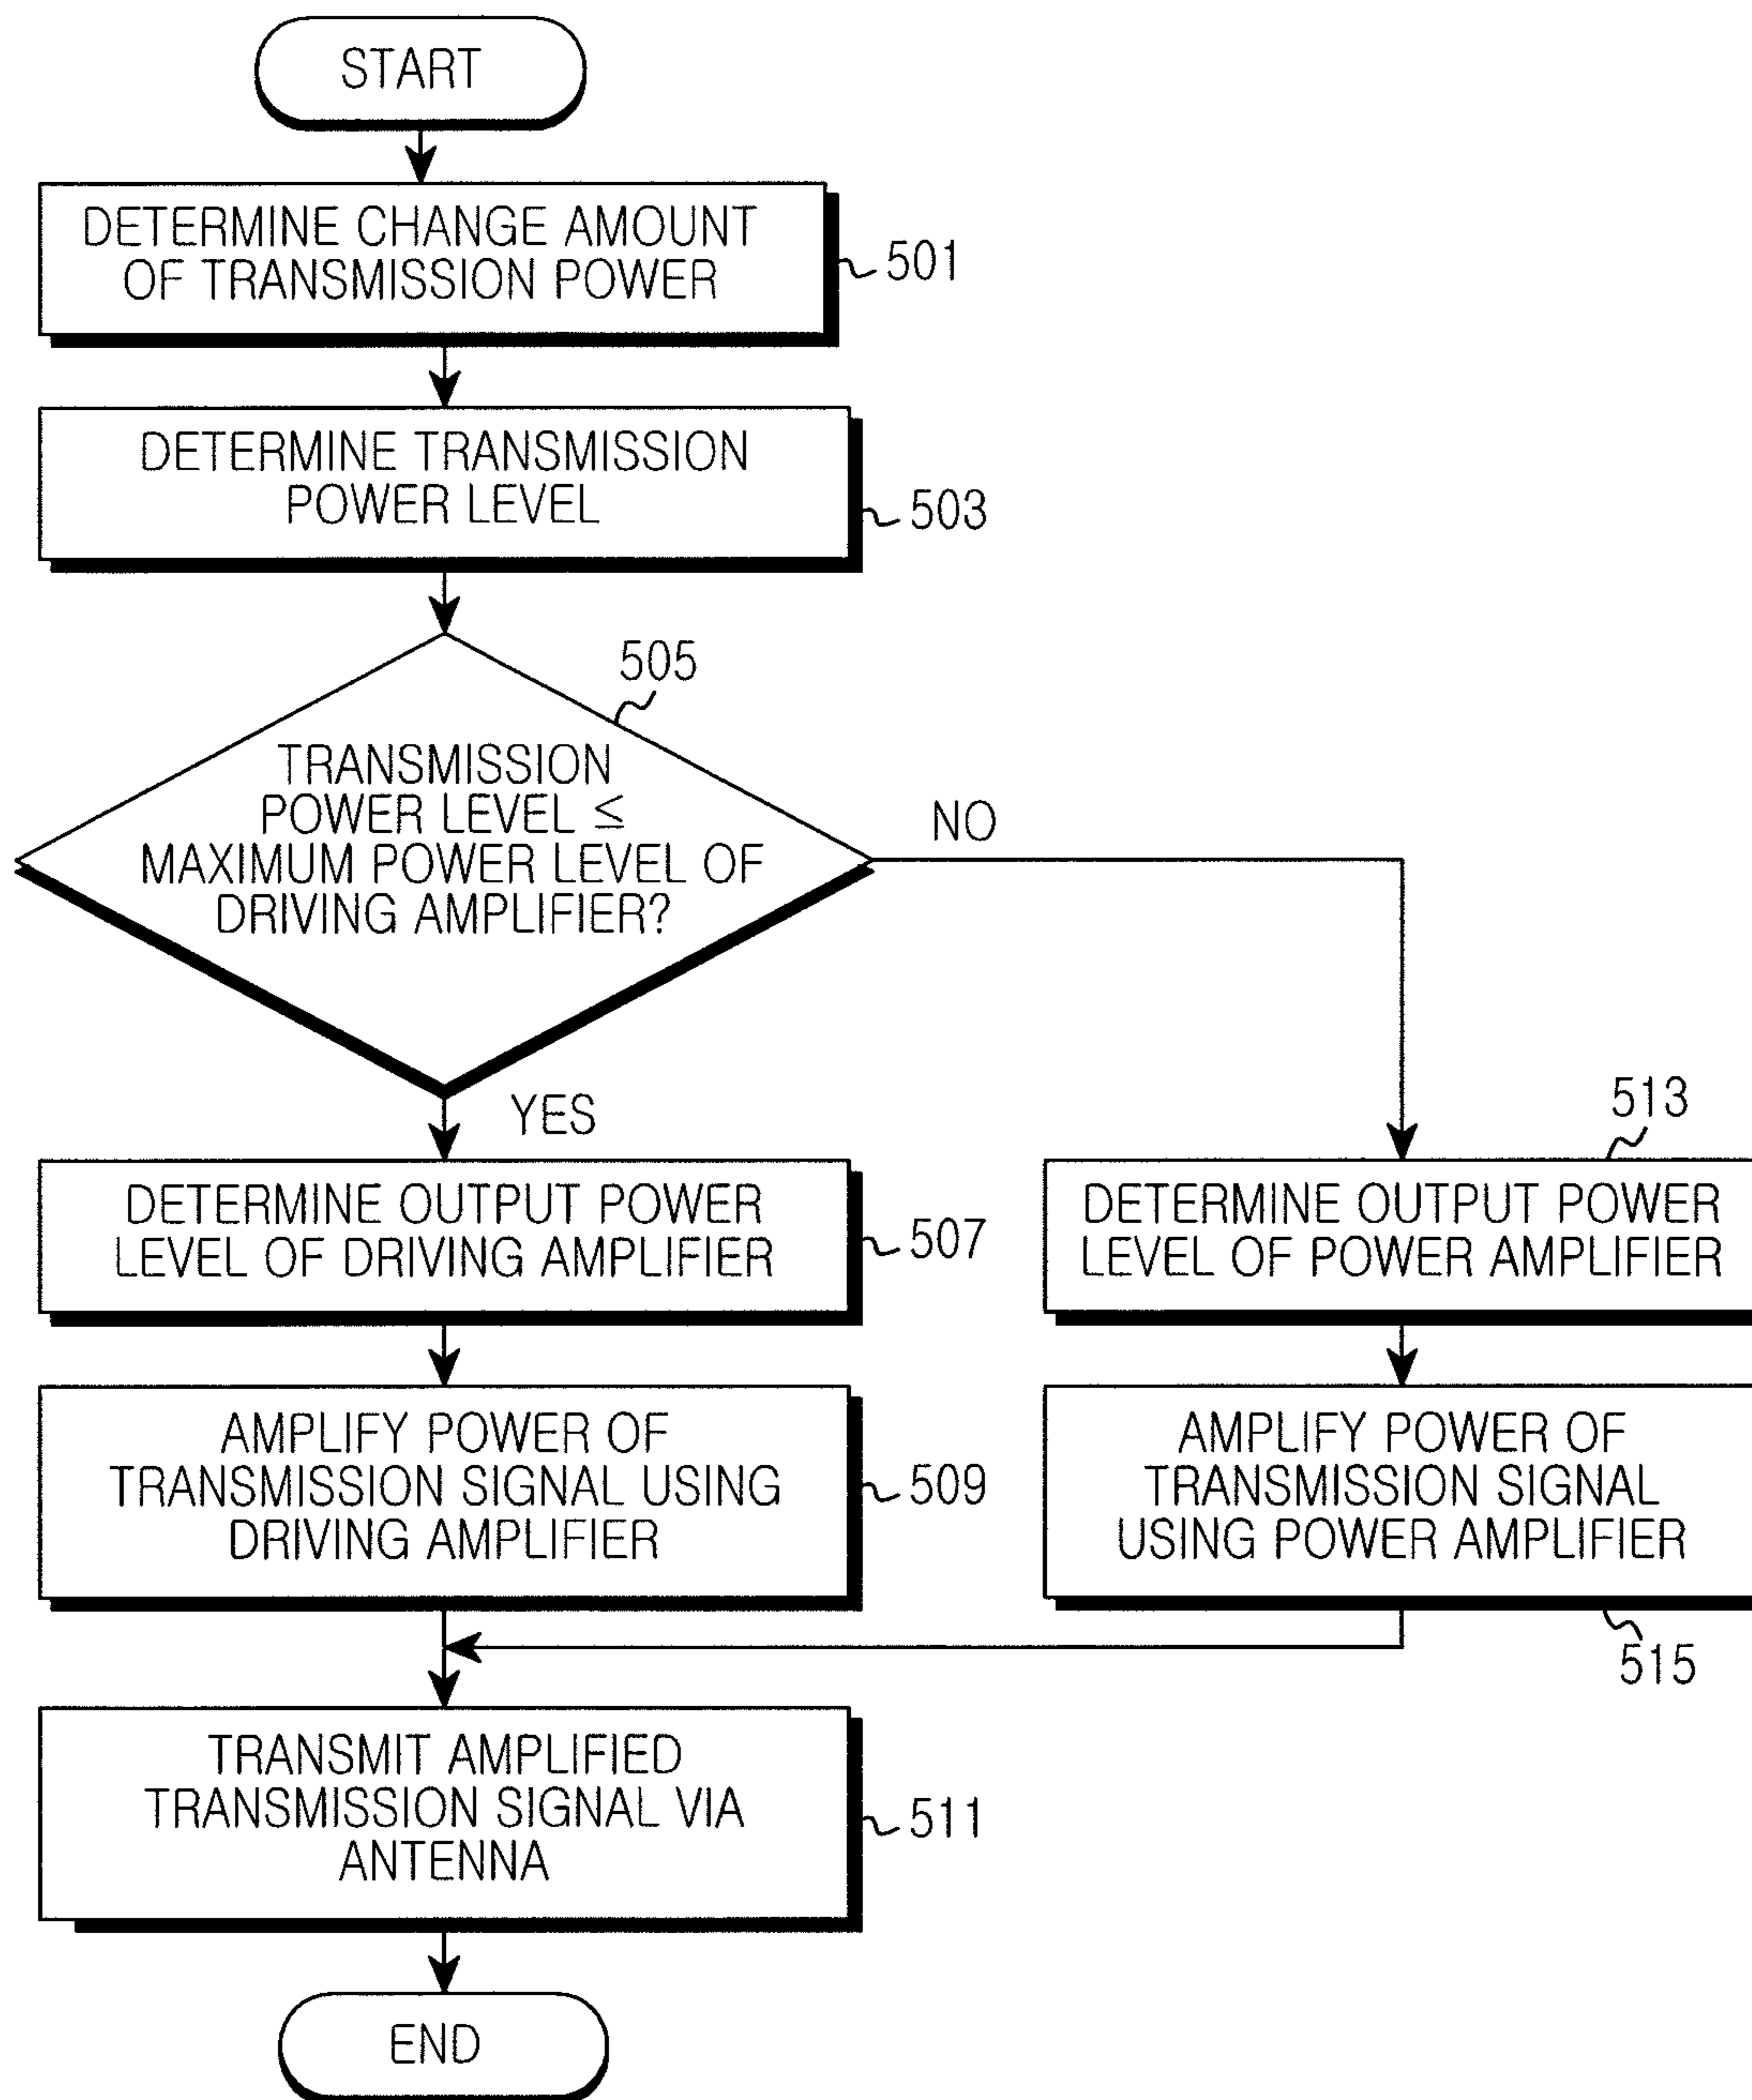 START
DETERMINE CHANGE AMOUNT
OF TRANSMISSION POWER
501
DETERMINE TRANSMISSION
POWER LEVEL
503
505
TRANSMISSION
POWER LEVEL ≤
MAXIMUM POWER LEVEL OF
DRIVING AMPLIFIER?
NO
YES
DETERMINE OUTPUT POWER
LEVEL OF DRIVING AMPLIFIER
507
513
DETERMINE OUTPUT POWER
LEVEL OF POWER AMPLIFIER
AMPLIFY POWER OF
TRANSMISSION SIGNAL USING
DRIVING AMPLIFIER
509
AMPLIFY POWER OF
TRANSMISSION SIGNAL
USING POWER AMPLIFIER
515
TRANSMIT AMPLIFIED
TRANSMISSION SIGNAL VIA
ANTENNA
511
END